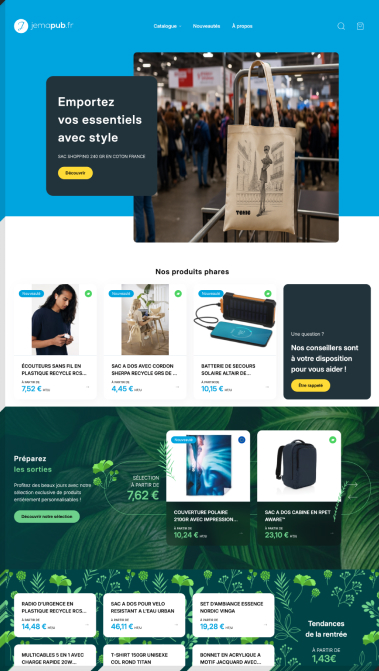 jemapub.fr
Catalogue
Nouveautés
À propos
Emportez
vos essentiels
avec style
SAC SHOPPING 240 GR EN COTON FRANCE
Découvrir
Nos produits phares
Nouveauté
ÉCOUTEURS SANS FIL EN
PLASTIQUE RECYCLÉ RCS...
À PARTIR DE
7,52 € HT/U
SAC A DOS AVEC CORDON
SHERPA RECYCLE GRS DE ...
À PARTIR DE
4,45 € HT/U
Nouveauté
BATTERIE DE SECOURS
SOLAIRE ALTAIR DE ...
À PARTIR DE
10,15 € HT/U
Une question ?
Nos conseillers sont
à votre disposition
pour vous aider !
Être rappelé
Préparez
les sorties
Profitez des beaux jours avec notre
sélection exclusive de produits
entièrement personnalisables !
Découvrir notre sélection
SÉLECTION
À PARTIR DE
7,62 €
Nouveauté
COUVERTURE POLAIRE
210GR AVEC IMPRESSION...
À PARTIR DE
10,24 € HT/U
SAC À DOS CABINE EN RPET
AWARE™
À PARTIR DE
23,10 € HT/U
RADIO D'URGENCE EN
PLASTIQUE RECYCLÉ RCS...
À PARTIR DE
14,48 € HT/U
SAC A DOS POUR VELO
RESISTANT A L'EAU URBAN
À PARTIR DE
46,11 € HT/U
SET D'AMBIANCE ESSENCE
NORDIC VINGA
À PARTIR DE
19,28 € HT/U
Tendances
de la rentrée
À PARTIR DE
1,43€
MULTICABLES 5 EN 1 AVEC
CHARGE RAPIDE 20W...
T-SHIRT 150GR UNISEXE
COL ROND TITAN
BONNET EN ACRYLIQUE A
MOTIF JACQUARD AVEC...